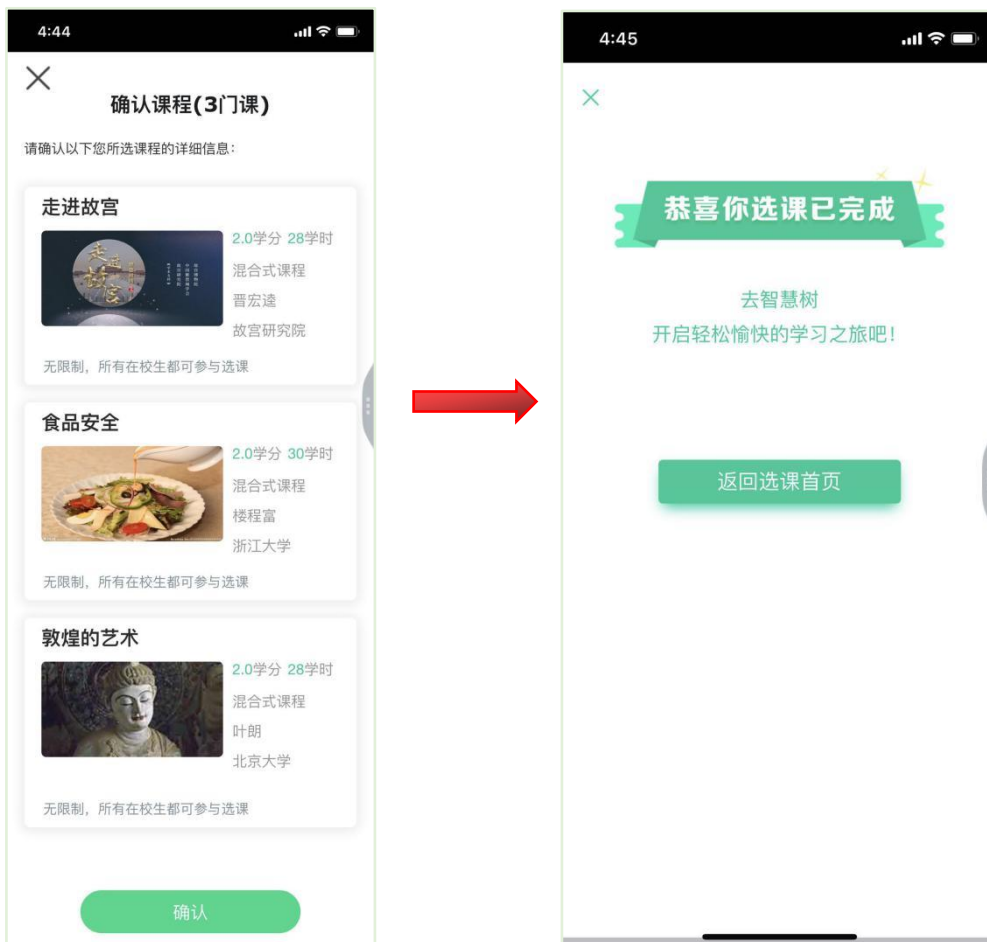 4:44
确认课程(3门课)
请确认以下您所选课程的详细信息:
走进故宫
走进
故宫
2.0学分 28学时
混合式课程
晋宏逵
故宫研究院
无限制，所有在校生都可参与选课
食品安全
2.0学分 30学时
混合式课程
楼程富
浙江大学
无限制，所有在校生都可参与选课
敦煌的艺术
2.0学分 28学时
混合式课程
叶朗
北京大学
无限制，所有在校生都可参与选课
确认
4:45
恭喜你选课已完成
去智慧树
开启轻松愉快的学习之旅吧!
返回选课首页